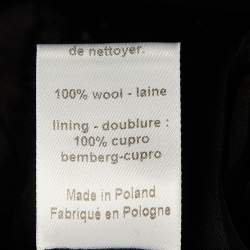 de nettoyer.
100% wool - laine
lining - doublure :
100% cupro
bemberg-cupro
Made in Poland
Fabriqué en Pologne